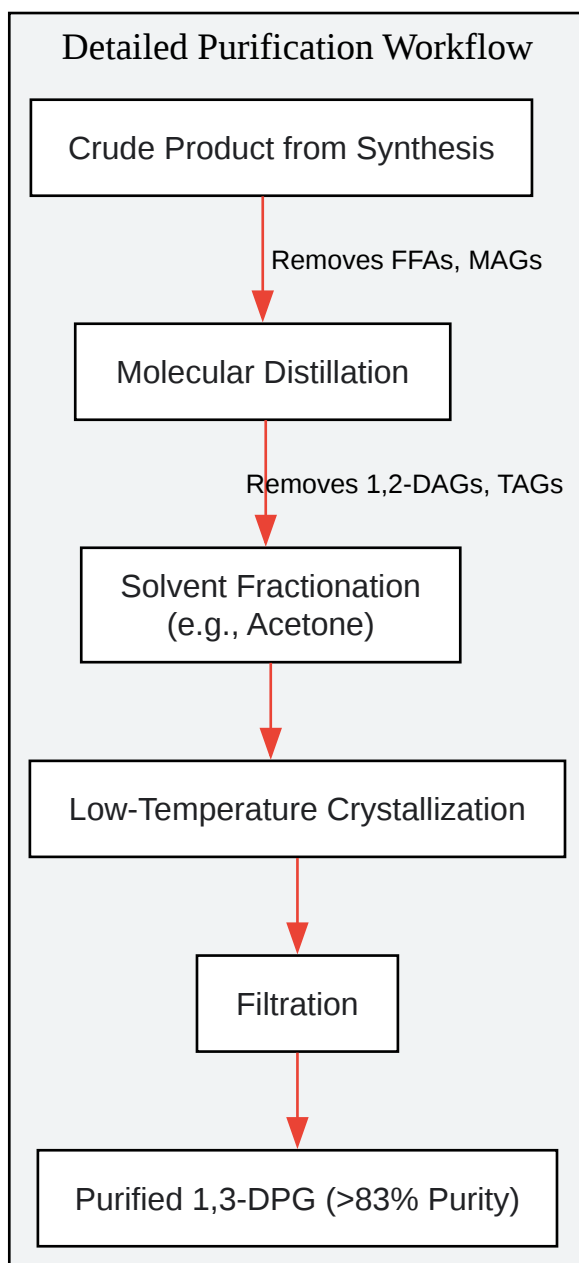 Detailed Purification Workflow
Crude Product from Synthesis
Removes FFAs, MAGs
Molecular Distillation
Removes 1,2-DAGs, TAGs
Solvent Fractionation
(e.g., Acetone)
Low-Temperature Crystallization
Filtration
Purified 1,3-DPG (>83% Purity)